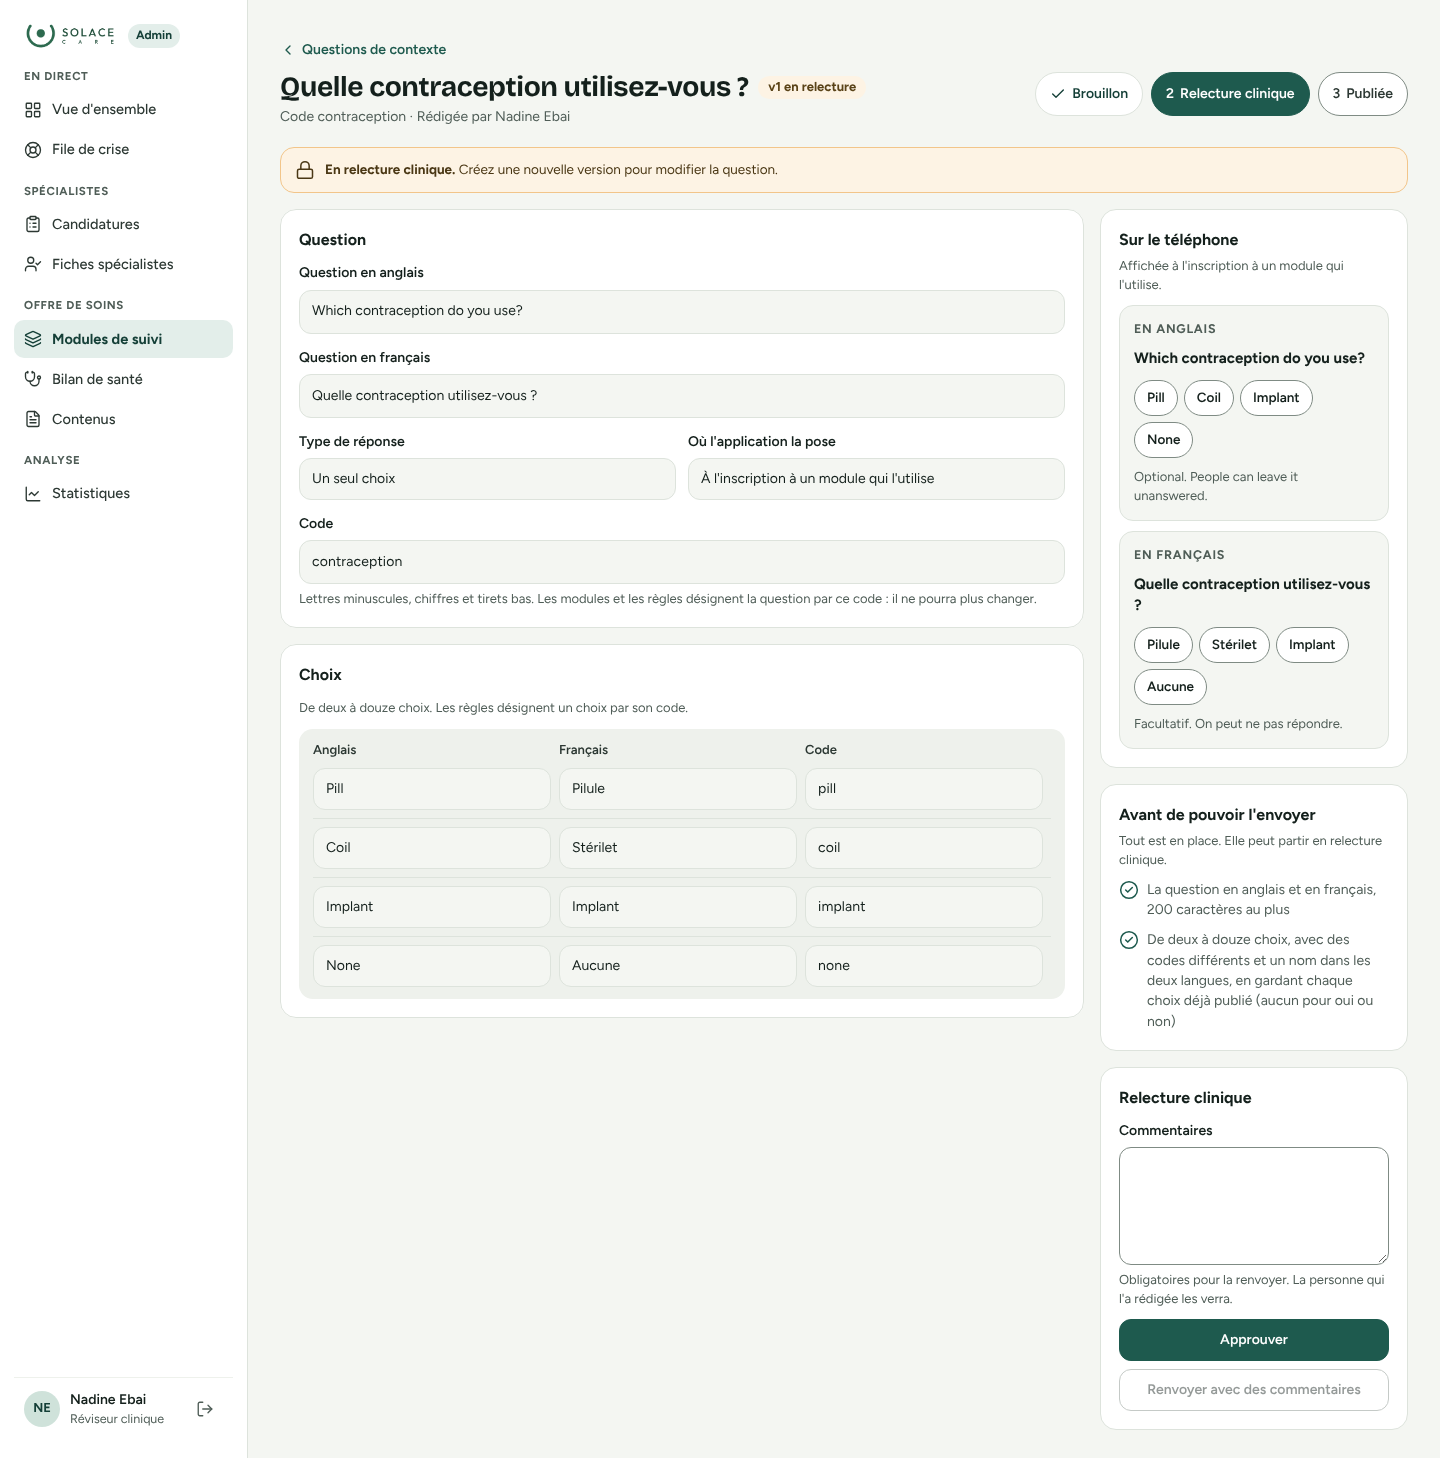 SOLACE
CARE
Admin
EN DIRECT
Vue d'ensemble
File de crise
SPÉCIALISTES
Candidatures
Fiches spécialistes
OFFRE DE SOINS
Modules de suivi
Bilan de santé
Contenus
ANALYSE
Statistiques
NE
Nadine Ebai
Réviseur clinique
Questions de contexte
Quelle contraception utilisez-vous ?
v1 en relecture
Code contraception · Rédigée par Nadine Ebai
Brouillon
2 Relecture clinique
3 Publiée
En relecture clinique. Créez une nouvelle version pour modifier la question.
Question
Question en anglais
Which contraception do you use?
Question en français
Quelle contraception utilisez-vous ?
Type de réponse
Où l'application la pose
Un seul choix
À l'inscription à un module qui l'utilise
Code
contraception
Lettres minuscules, chiffres et tirets bas. Les modules et les règles désignent la question par ce code : il ne pourra plus changer.
Choix
De deux à douze choix. Les règles désignent un choix par son code.
Anglais Français Code
Pill Pilule pill
Coil Stérilet coil
Implant Implant implant
None Aucune none
Sur le téléphone
Affichée à l'inscription à un module qui
l'utilise.
EN ANGLAIS
Which contraception do you use?
Pill Coil Implant
None
Optional. People can leave it
unanswered.
EN FRANÇAIS
Quelle contraception utilisez-vous
?
Pilule Stérilet Implant
Aucune
Facultatif. On peut ne pas répondre.
Avant de pouvoir l'envoyer
Tout est en place. Elle peut partir en relecture
clinique.
La question en anglais et en français,
200 caractères au plus
De deux à douze choix, avec des
codes différents et un nom dans les
deux langues, en gardant chaque
choix déjà publié (aucun pour oui ou
non)
Relecture clinique
Commentaires
Obligatoires pour la renvoyer. La personne qui
l'a rédigée les verra.
Approuver
Renvoyer avec des commentaires